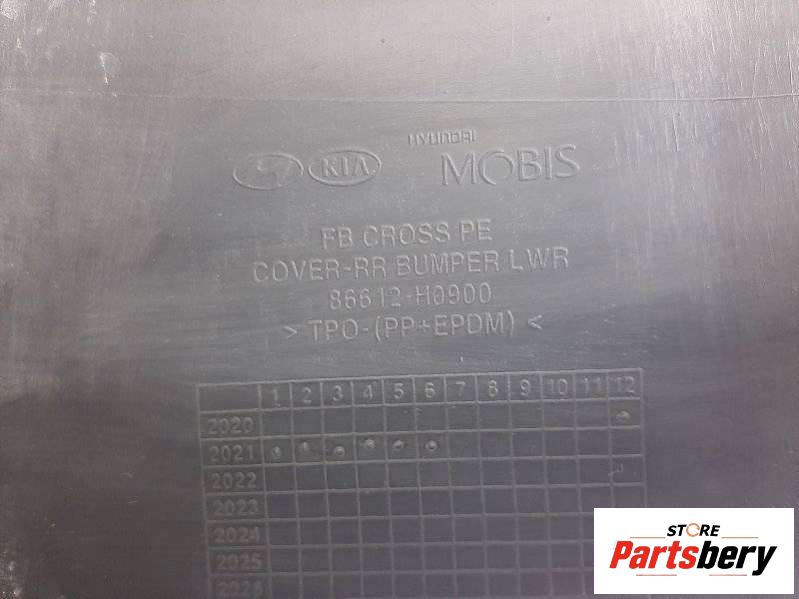 HYUNDAI
KIA MOBIS
FB CROSS PE
COVER-RR BUMPER LWR
86612-H0900
> TPO-(PP+EPDM) <
1 2 3 4 5 6 7 8 9 10 11 12
2020
2021
2022
2023
2024
2025
2026
STORE
Partsbery